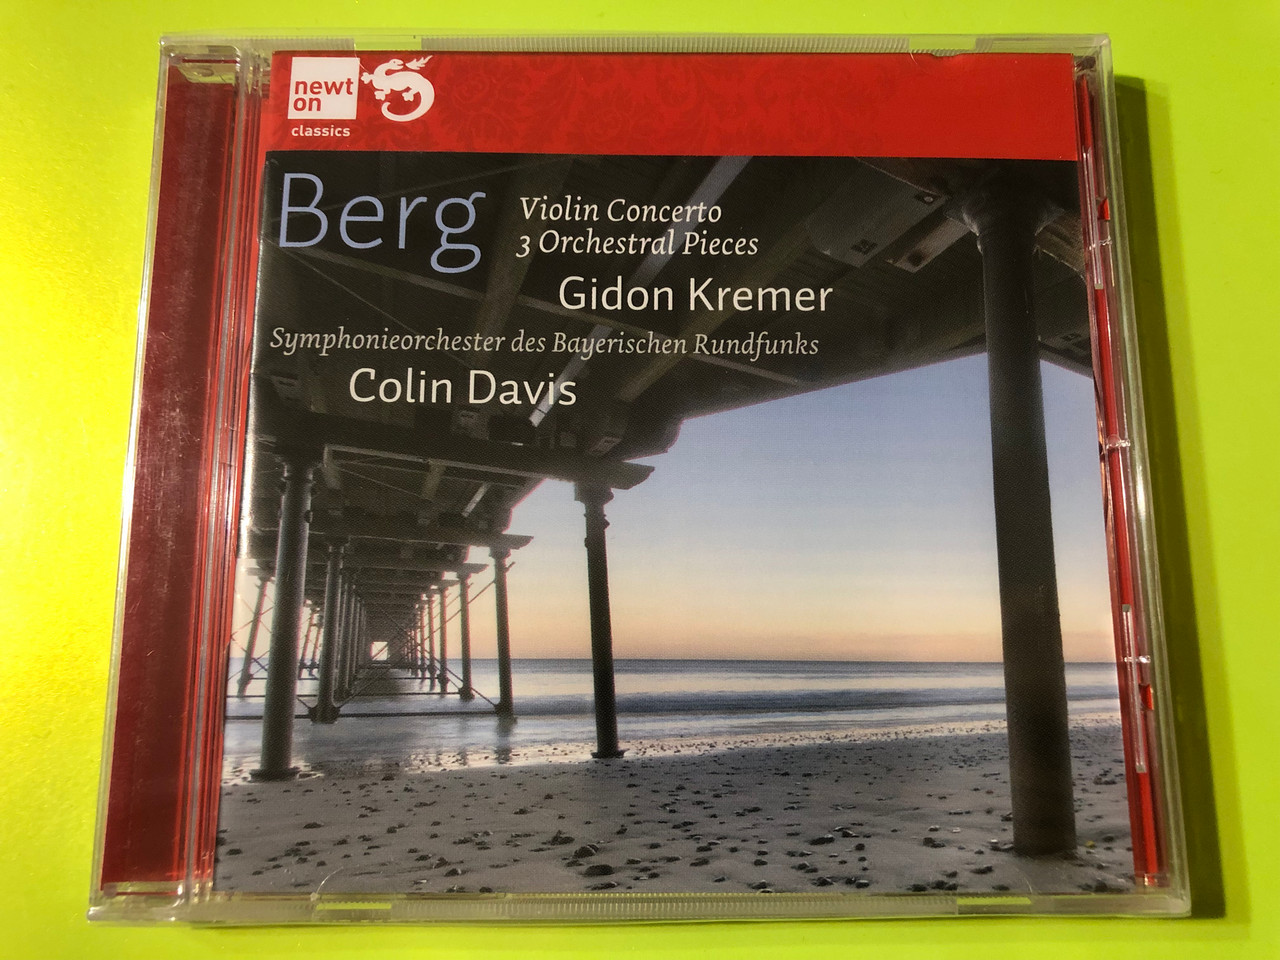 newt
on
classics
Berg
Violin Concerto
3 Orchestral Pieces
Gidon Kremer
Symphonieorchester des Bayerischen Rundfunks
Colin Davis